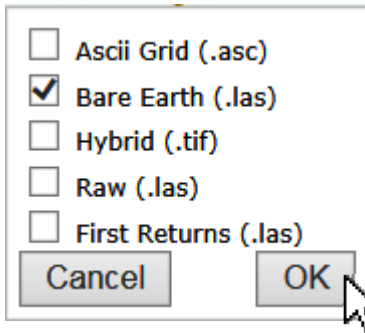 Ascii Grid (.asc)
Bare Earth (.las)
Hybrid (.tif)
Raw (.las)
First Returns (.las)
Cancel OK